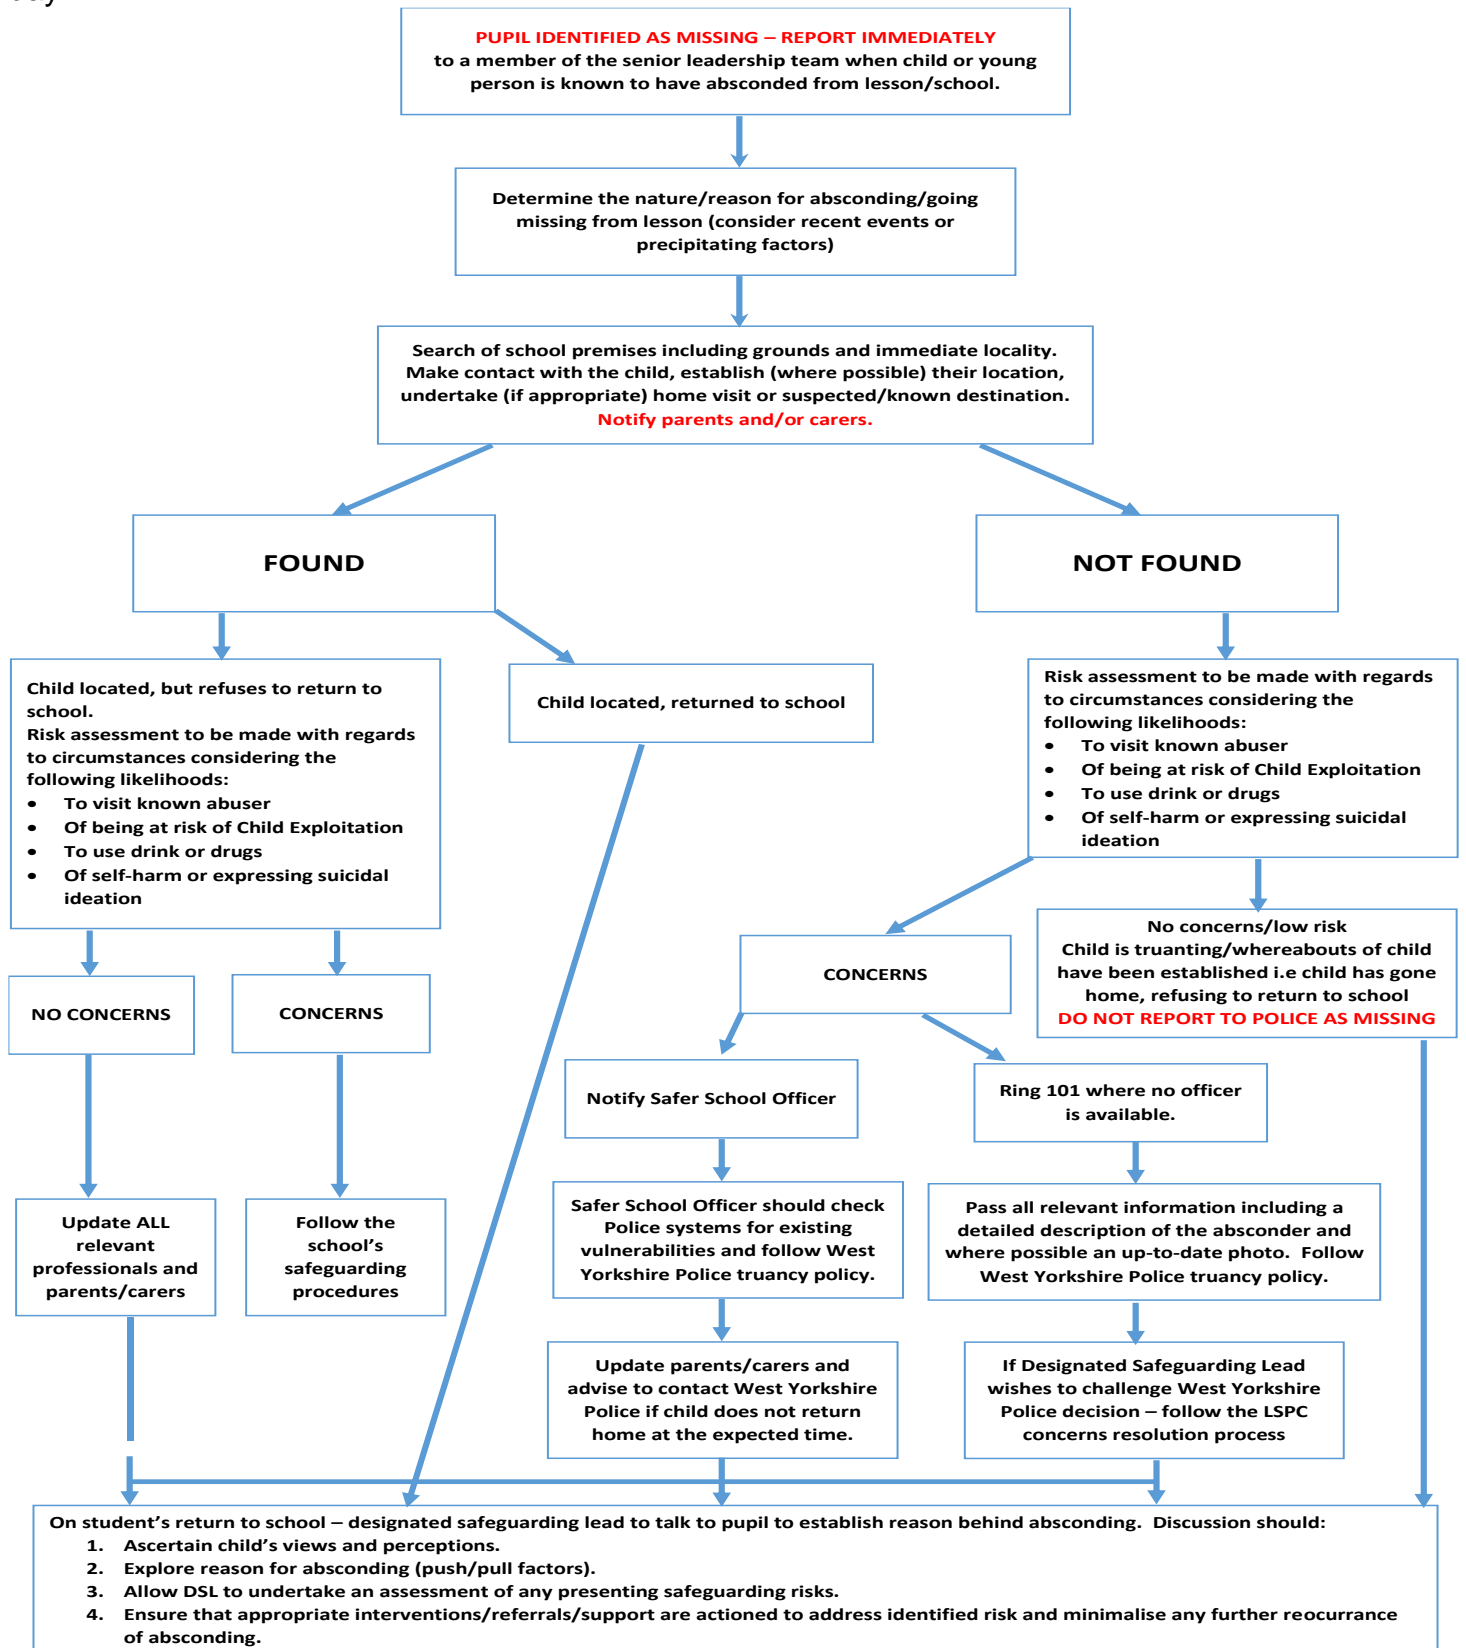 PUPIL IDENTIFIED AS MISSING – REPORT IMMEDIATELY
to a member of the senior leadership team when child or young
person is known to have absconded from lesson/school.
Determine the nature/reason for absconding/going
missing from lesson (consider recent events or
precipitating factors)
Search of school premises including grounds and immediate locality.
Make contact with the child, establish (where possible) their location,
undertake (if appropriate) home visit or suspected/known destination.
Notify parents and/or carers.
FOUND
NOT FOUND
Child located, but refuses to return to
school.
Risk assessment to be made with regards
to circumstances considering the
following likelihoods:
• To visit known abuser
• Of being at risk of Child Exploitation
• To use drink or drugs
• Of self-harm or expressing suicidal
ideation
Child located, returned to school
Risk assessment to be made with regards
to circumstances considering the
following likelihoods:
• To visit known abuser
• Of being at risk of Child Exploitation
• To use drink or drugs
• Of self-harm or expressing suicidal
ideation
NO CONCERNS
CONCERNS
CONCERNS
No concerns/low risk
Child is truanting/whereabouts of child
have been established i.e child has gone
home, refusing to return to school
DO NOT REPORT TO POLICE AS MISSING
Notify Safer School Officer
Ring 101 where no officer
is available.
Update ALL
relevant
professionals and
parents/carers
Follow the
school’s
safeguarding
procedures
Safer School Officer should check
Police systems for existing
vulnerabilities and follow West
Yorkshire Police truancy policy.
Pass all relevant information including a
detailed description of the absconder and
where possible an up-to-date photo. Follow
West Yorkshire Police truancy policy.
Update parents/carers and
advise to contact West Yorkshire
Police if child does not return
home at the expected time.
If Designated Safeguarding Lead
wishes to challenge West Yorkshire
Police decision – follow the LSPC
concerns resolution process
On student’s return to school – designated safeguarding lead to talk to pupil to establish reason behind absconding. Discussion should:
1. Ascertain child’s views and perceptions.
2. Explore reason for absconding (push/pull factors).
3. Allow DSL to undertake an assessment of any presenting safeguarding risks.
4. Ensure that appropriate interventions/referrals/support are actioned to address identified risk and minimalise any further reocurrance
of absconding.